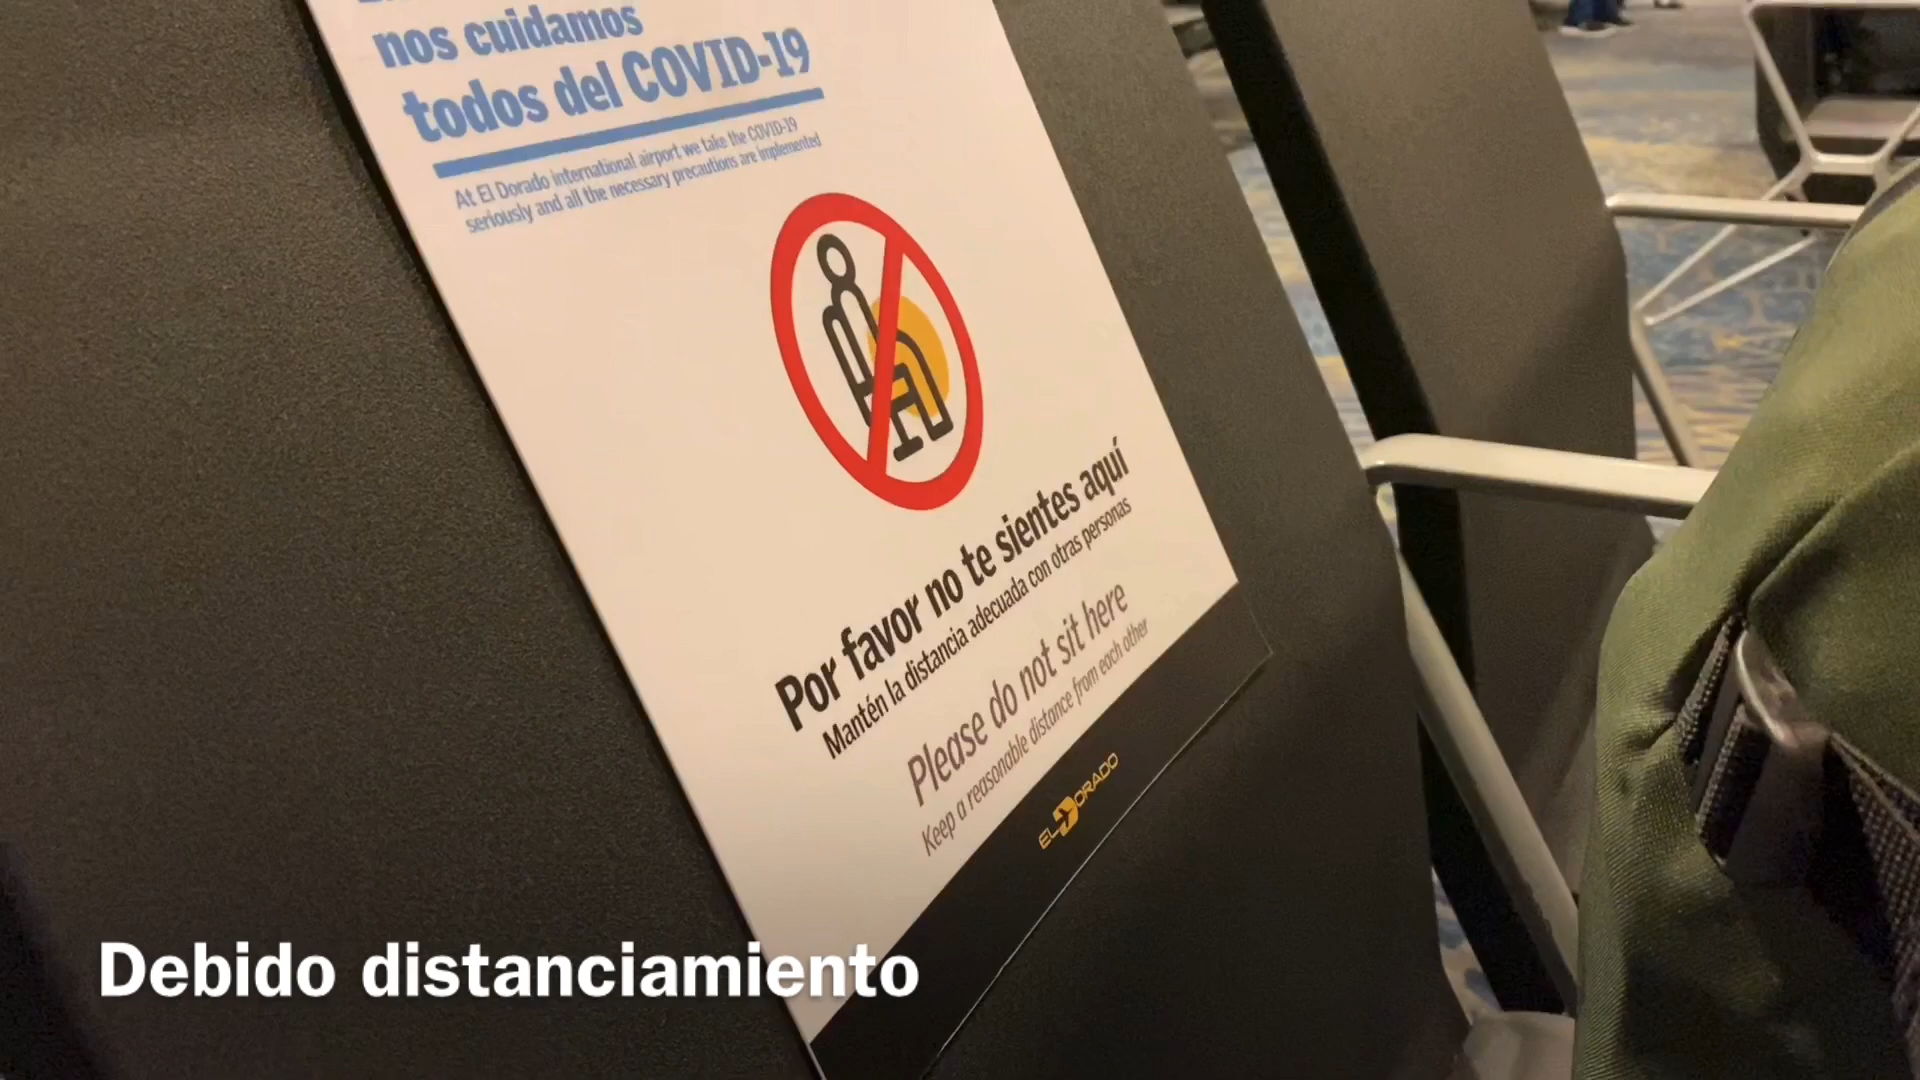 nos cuidamos
todos del COVID-19
At El Dorado international airport we take the COVID-19
seriously and all the necessary precautions are implemented
Por favor no te sientes aquí
Mantén la distancia adecuada con otras personas
Please do not sit here
Keep a reasonable distance from each other
EL DORADO
Debido distanciamiento